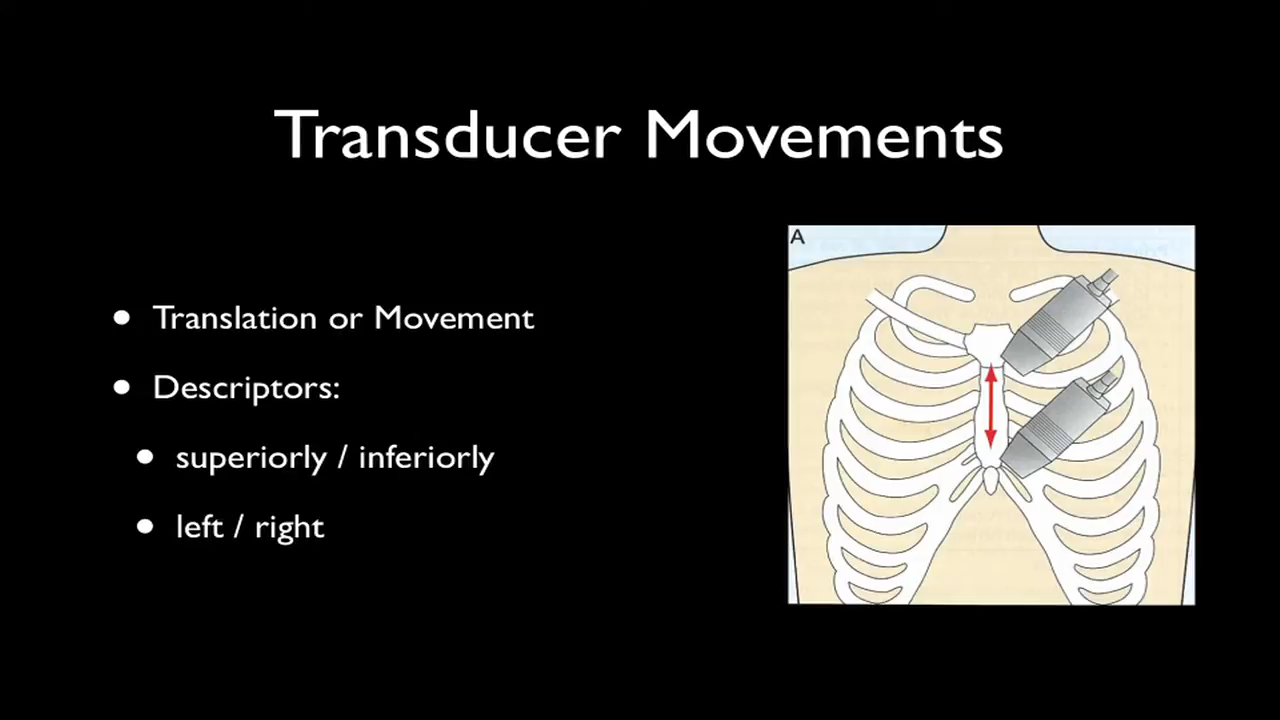 Transducer Movements
A
• Translation or Movement
• Descriptors:
• superiorly / inferiorly
• left / right